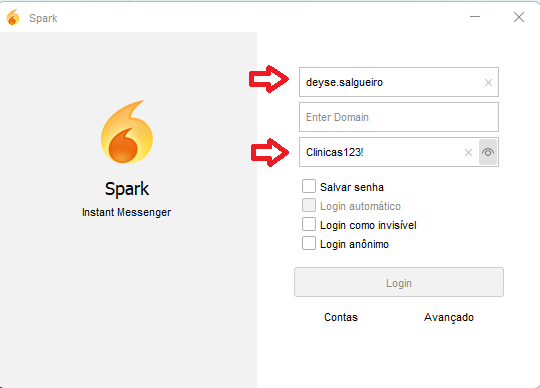 Spark
deyse.salgueiro
Enter Domain
Clinicas123!
Spark
Instant Messenger
Salvar senha
Login automático
Login como invisível
Login anônimo
Login
Contas
Avançado